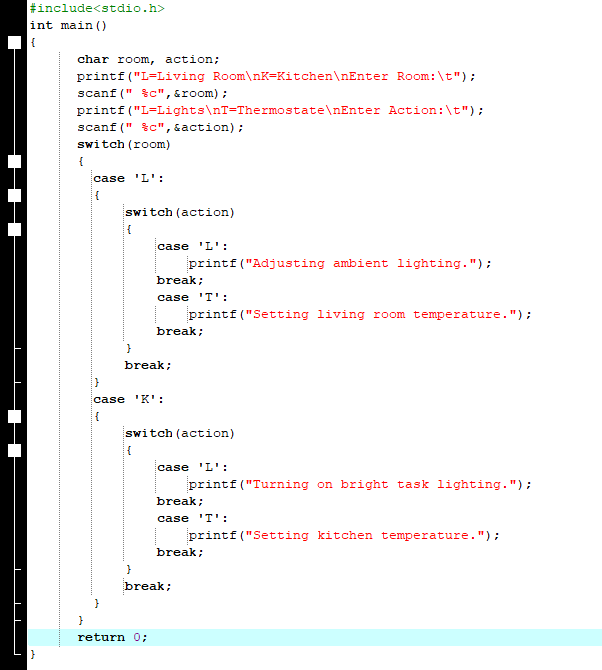 #include<stdio.h>
int main()
{
char room, action;
printf("L=Living Room\nK=Kitchen\nEnter Room:\t");
scanf(" %c",&room);
printf("L=Lights\nT=Thermostate\nEnter Action:\t");
scanf(" %c",&action);
switch(room)
{
case 'L':
{
switch(action)
{
case 'L':
printf("Adjusting ambient lighting.");
break;
case 'T':
printf("Setting living room temperature.");
break;
}
break;
}
case 'K':
{
switch(action)
{
case 'L':
printf("Turning on bright task lighting.");
break;
case 'T':
printf("Setting kitchen temperature.");
break;
}
break;
}
}
return 0;
}